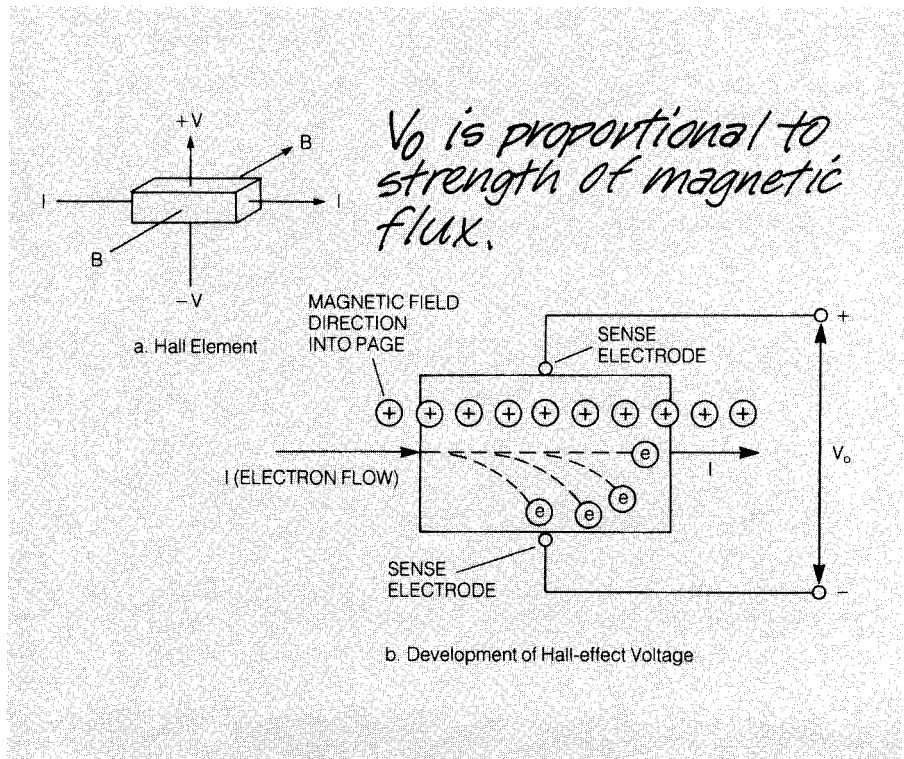 V₀ is proportional to
strength of magnetic
flux.
+V
B
I
I
B
−V
a. Hall Element
MAGNETIC FIELD
DIRECTION
INTO PAGE
SENSE
ELECTRODE
+
+ + + + + + + + + +
I (ELECTRON FLOW)
e
I
Vₒ
e
e
e
SENSE
ELECTRODE
−
b. Development of Hall-effect Voltage